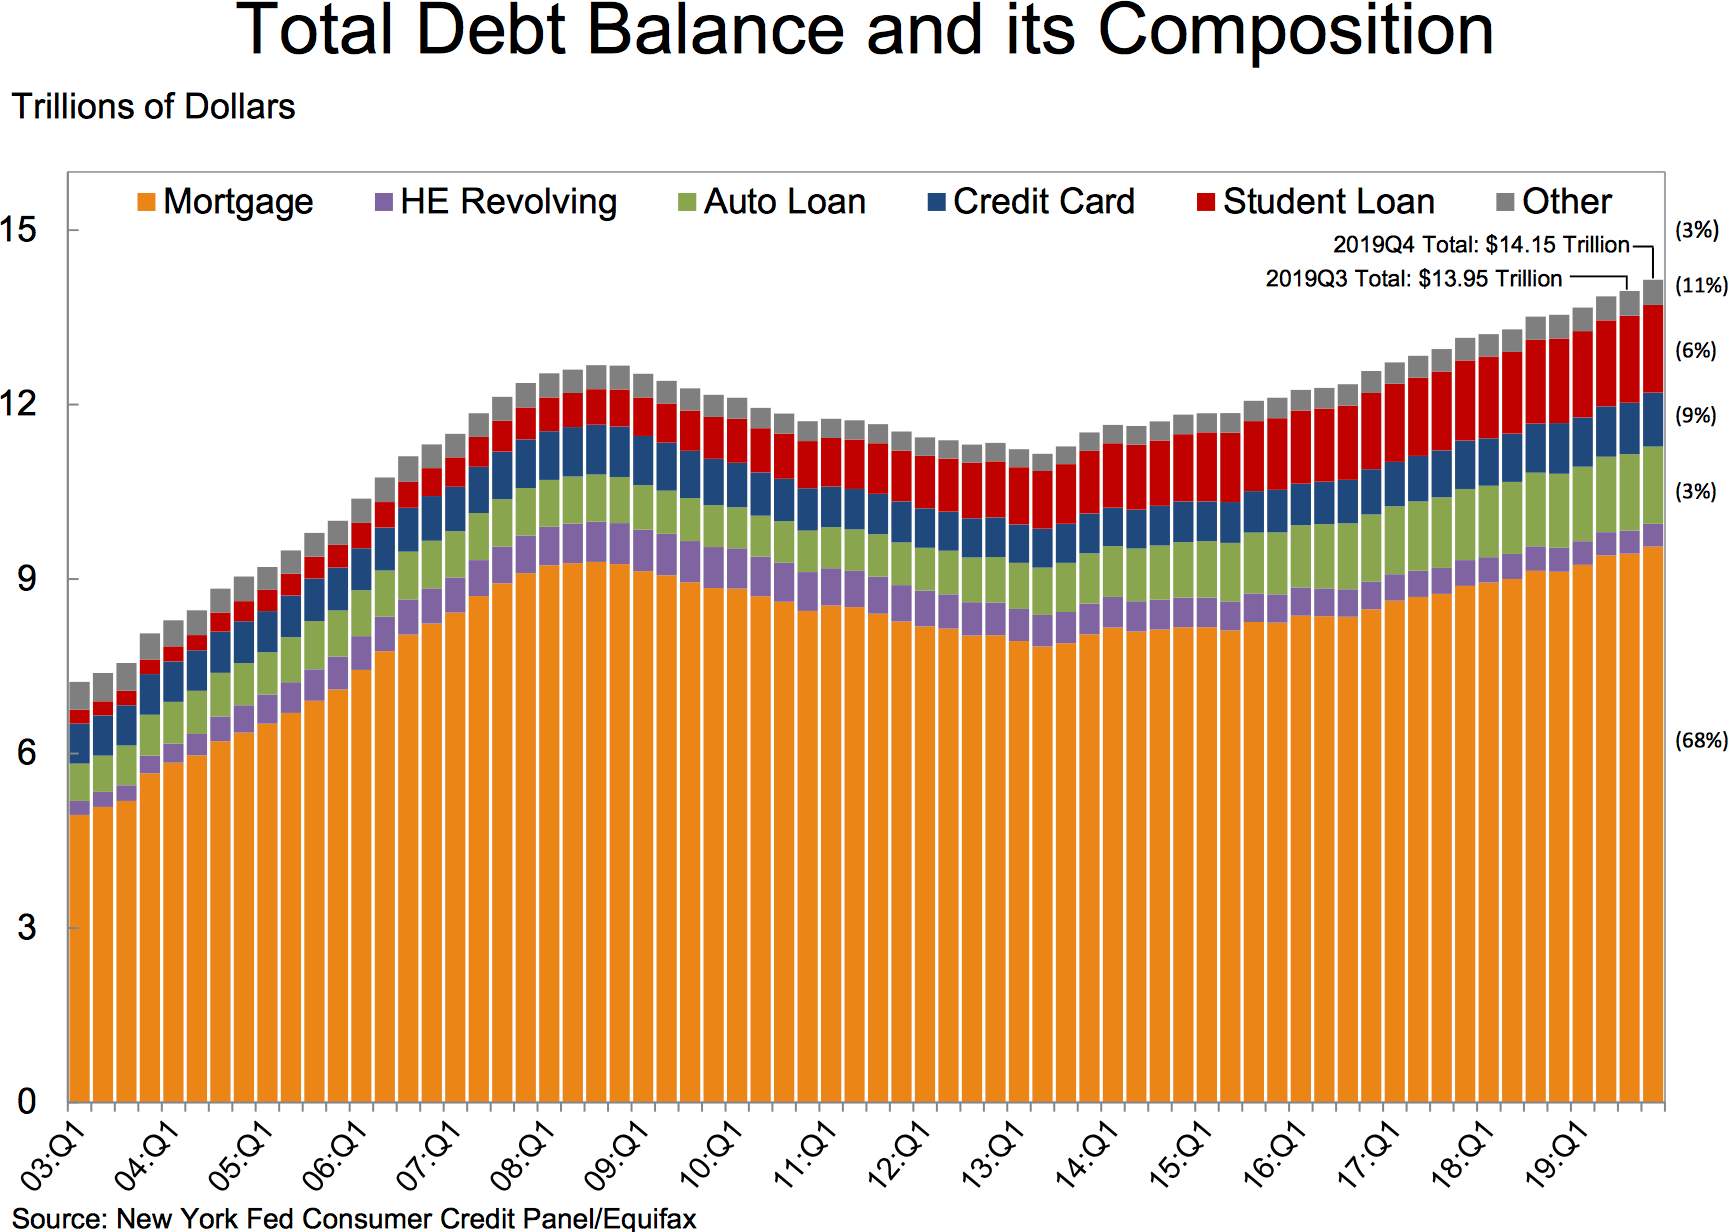 Total Debt Balance and its Composition
Trillions of Dollars
Mortgage HE Revolving Auto Loan Credit Card Student Loan Other
15
(3%)
2019Q4 Total: $14.15 Trillion
2019Q3 Total: $13.95 Trillion
(11%)
(6%)
12
(9%)
(3%)
9
6
(68%)
3
0
03:Q1 04:Q1 05:Q1 06:Q1 07:Q1 08:Q1 09:Q1 10:Q1 11:Q1 12:Q1 13:Q1 14:Q1 15:Q1 16:Q1 17:Q1 18:Q1 19:Q1
Source: New York Fed Consumer Credit Panel/Equifax